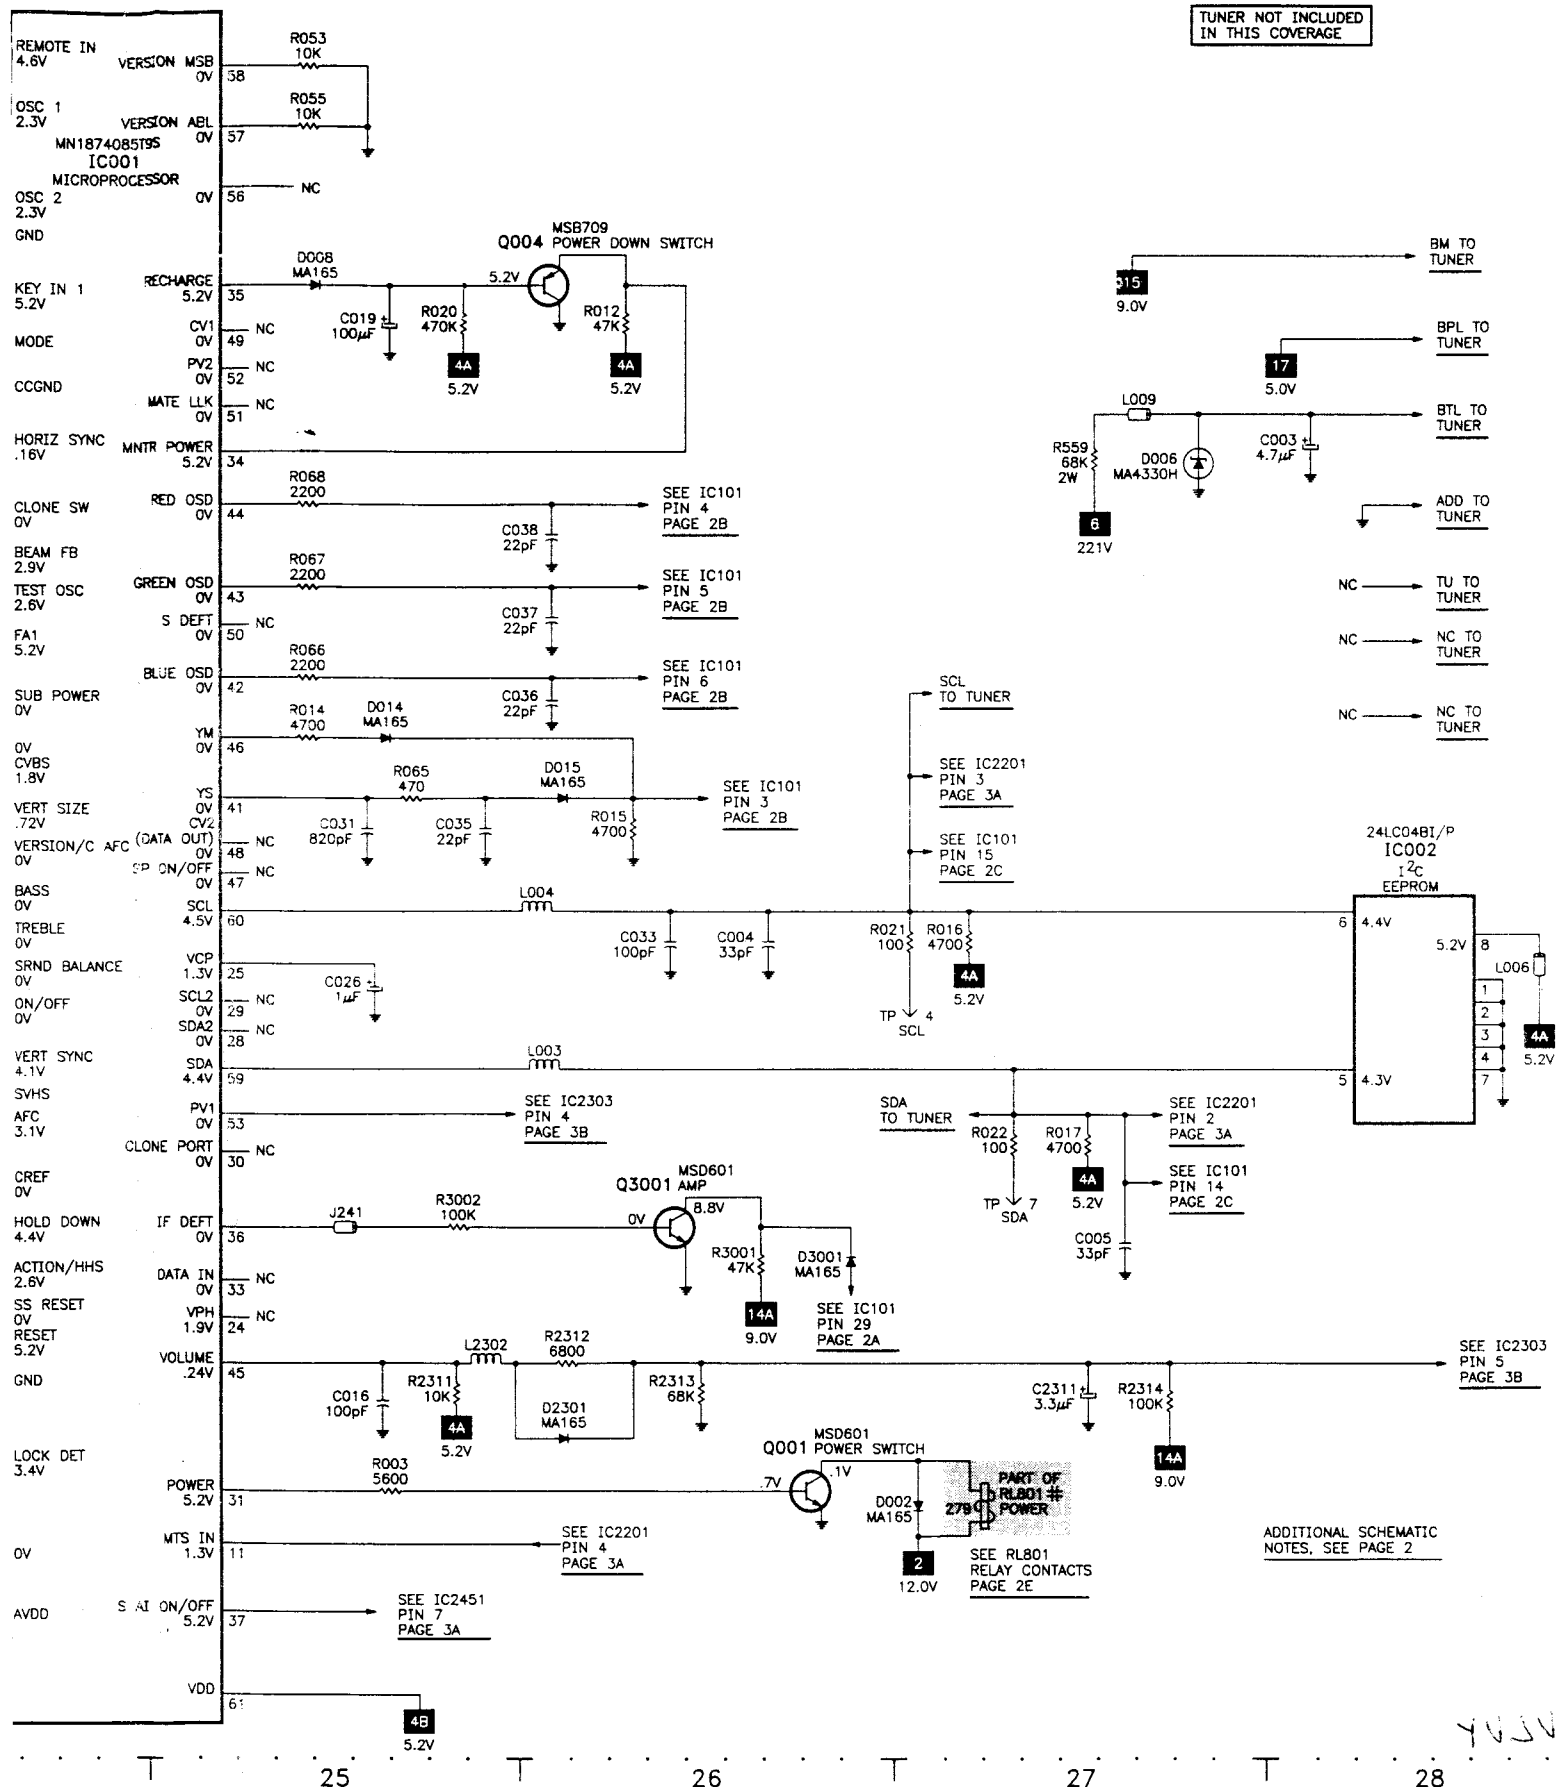 TUNER NOT INCLUDED
IN THIS COVERAGE
REMOTE IN
4.6V
VERSION MSB
0V 58
R053
10K
OSC 1
2.3V
VERSION ABL
0V 57
R055
10K
MN1874085T9S
IC001
MICROPROCESSOR
OSC 2
2.3V
0V 56
NC
GND
MSB709
Q004 POWER DOWN SWITCH
KEY IN 1
5.2V
RECHARGE
5.2V 35
D008
MA165
5.2V
C019 +
100µF
R020
470K
4A
5.2V
R012
47K
4A
5.2V
MODE
CV1
0V 49
NC
PV2
0V 52
NC
CCGND
MATE LLK
0V 51
NC
HORIZ SYNC
.16V
MNTR POWER
5.2V 34
CLONE SW
0V
RED OSD
0V 44
R068
2200
C038
22pF
SEE IC101
PIN 4
PAGE 2B
BEAM FB
2.9V
TEST OSC
2.6V
GREEN OSD
0V 43
R067
2200
C037
22pF
SEE IC101
PIN 5
PAGE 2B
S DEFT
0V 50
NC
FA1
5.2V
BLUE OSD
0V 42
R066
2200
C036
22pF
SEE IC101
PIN 6
PAGE 2B
SUB POWER
0V
YM
0V 46
R014
4700
D014
MA165
0V
CVBS
1.8V
YS
0V 41
R065
470
D015
MA165
C031
820pF
C035
22pF
R015
4700
SEE IC101
PIN 3
PAGE 2B
VERT SIZE
.72V
VERSION/C AFC
0V
CV2
(DATA OUT)
0V 48
NC
SP ON/OFF
0V 47
NC
BASS
0V
SCL
4.5V 60
L004
C033
100pF
C004
33pF
R021
100
R016
4700
4A
5.2V
TP 4
SCL
SCL
TO TUNER
SEE IC2201
PIN 3
PAGE 3A
SEE IC101
PIN 15
PAGE 2C
TREBLE
0V
SRND BALANCE
0V
VCP
1.3V 25
C026 +
1µF
ON/OFF
0V
SCL2
0V 29
NC
SDA2
0V 28
NC
VERT SYNC
4.1V
SDA
4.4V 59
L003
SVHS
AFC
3.1V
PV1
0V 53
SEE IC2303
PIN 4
PAGE 3B
SDA
TO TUNER
R022
100
R017
4700
4A
5.2V
TP 7
SDA
SEE IC2201
PIN 2
PAGE 3A
SEE IC101
PIN 14
PAGE 2C
C005
33pF
CLONE PORT
0V 30
NC
CREF
0V
HOLD DOWN
4.4V
IF DEFT
0V 36
J241
R3002
100K
0V
MSD601
Q3001 AMP
8.8V
R3001
47K
14A
9.0V
D3001
MA165
SEE IC101
PIN 29
PAGE 2A
ACTION/HHS
2.6V
DATA IN
0V 33
NC
SS RESET
0V
VPH
1.9V 24
NC
RESET
5.2V
VOLUME
.24V 45
GND
C016
100pF
R2311
10K
4A
5.2V
L2302
R2312
6800
D2301
MA165
R2313
68K
C2311 +
3.3µF
R2314
100K
14A
9.0V
SEE IC2303
PIN 5
PAGE 3B
LOCK DET
3.4V
POWER
5.2V 31
R003
5600
.7V
MSD601
Q001 POWER SWITCH
.1V
D002
MA165
2
12.0V
PART OF
RL801 #
POWER
SEE RL801
RELAY CONTACTS
PAGE 2E
0V
MTS IN
1.3V 11
SEE IC2201
PIN 4
PAGE 3A
ADDITIONAL SCHEMATIC
NOTES, SEE PAGE 2
AVDD
ON/OFF
5.2V 37
SEE IC2451
PIN 7
PAGE 3A
VDD
61
4B
5.2V
BM TO
TUNER
15
9.0V
BPL TO
TUNER
17
5.0V
L009
BTL TO
TUNER
R559
68K
2W
6
221V
D006
MA4330H
C003 +
4.7µF
ADD TO
TUNER
NC TU TO
TUNER
NC NC TO
TUNER
NC NC TO
TUNER
24LC04BI/P
IC002
I²C
EEPROM
6 4.4V
5.2V 8
L006
4A
5.2V
1
2
3
4
7
5 4.3V
25 26 27 28